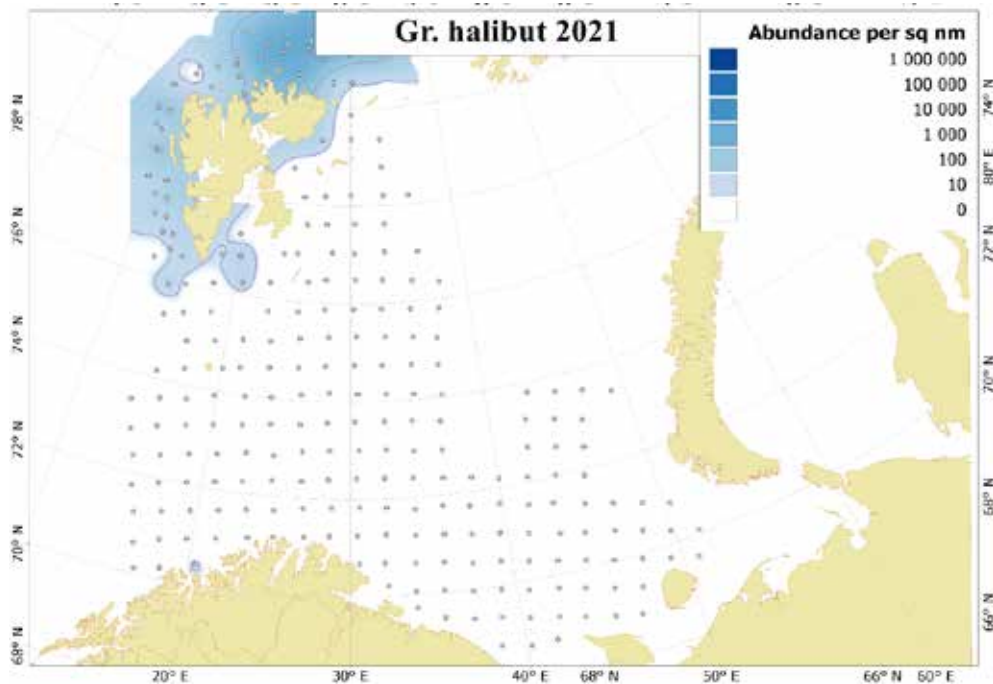 Gr. halibut 2021
Abundance per sq nm
1 000 000
100 000
10 000
1 000
100
10
0
78° N
76° N
74° N
72° N
70° N
68° N
20° E
30° E
40° E
68° N
50° E
66° N
60° E
74° N
80° E
72° N
70° N
68° N
66° N